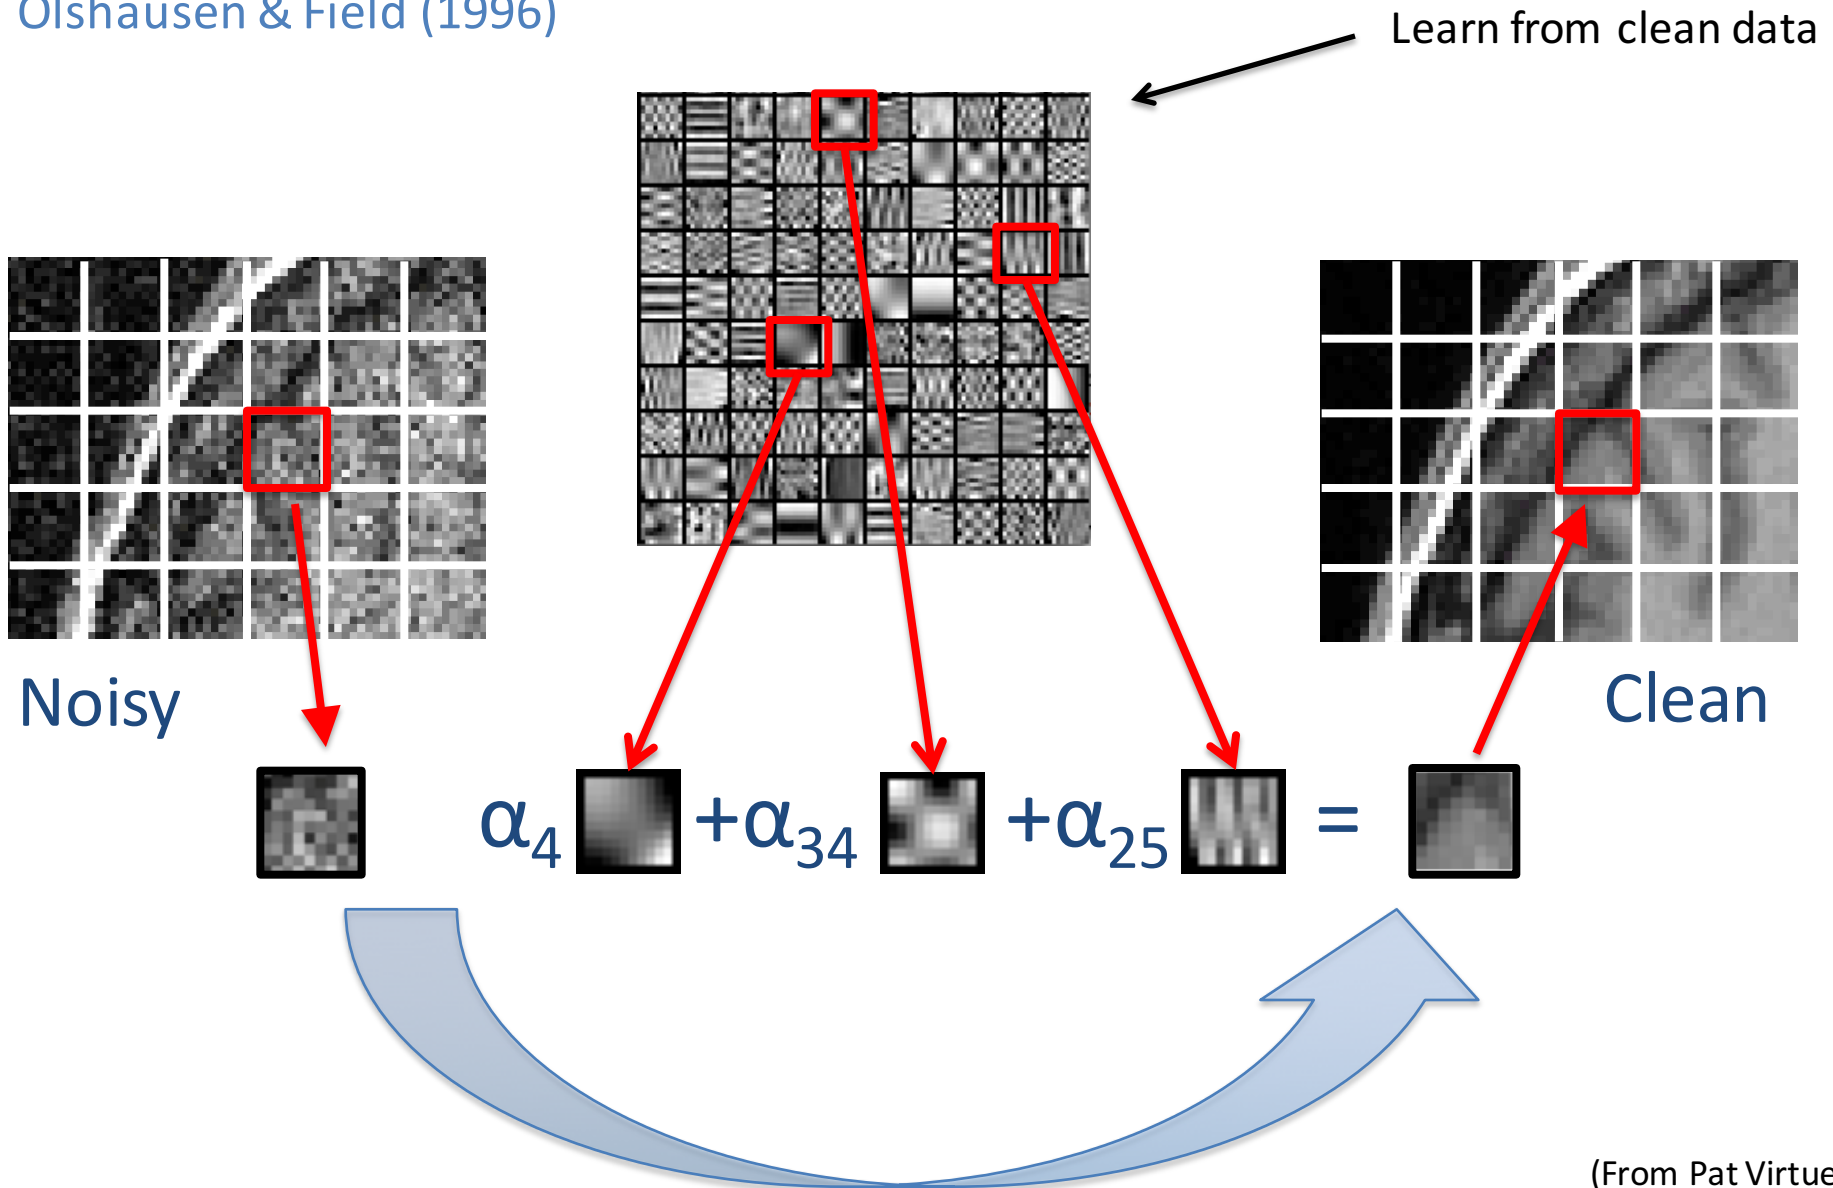 Olshausen & Field (1996)
Learn from clean data
Noisy
Clean
α4 +α34 +α25 =
(From Pat Virtue